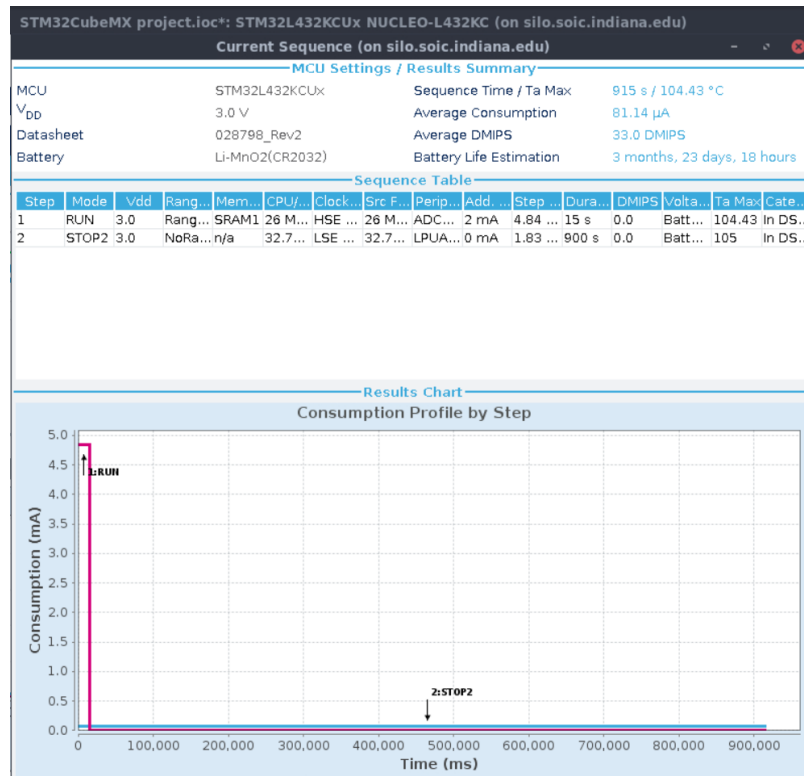 STM32CubeMX project.ioc*: STM32L432KCUx NUCLEO-L432KC (on silo.soic.indiana.edu)
Current Sequence (on silo.soic.indiana.edu)
MCU Settings / Results Summary
MCU STM32L432KCUx Sequence Time / Ta Max 915 s / 104.43 °C
VDD 3.0 V Average Consumption 81.14 µA
Datasheet 028798_Rev2 Average DMIPS 33.0 DMIPS
Battery Li-MnO2(CR2032) Battery Life Estimation 3 months, 23 days, 18 hours
Sequence Table
Step Mode Vdd Rang... Mem... CPU/... Clock... Src F... Perip... Add. ... Step ... Dura... DMIPS Volta... Ta Max Cate...
1 RUN 3.0 Rang... SRAM1 26 M... HSE ... 26 M... ADC... 2 mA 4.84 ... 15 s 0.0 Batt... 104.43 In DS...
2 STOP2 3.0 NoRa... n/a 32.7... LSE ... 32.7... LPUA... 0 mA 1.83 ... 900 s 0.0 Batt... 105 In DS...
Results Chart
Consumption Profile by Step
Consumption (mA)
5.0
4.5
4.0
3.5
3.0
2.5
2.0
1.5
1.0
0.5
0.0
1:RUN
2:STOP2
0 100,000 200,000 300,000 400,000 500,000 600,000 700,000 800,000 900,000
Time (ms)